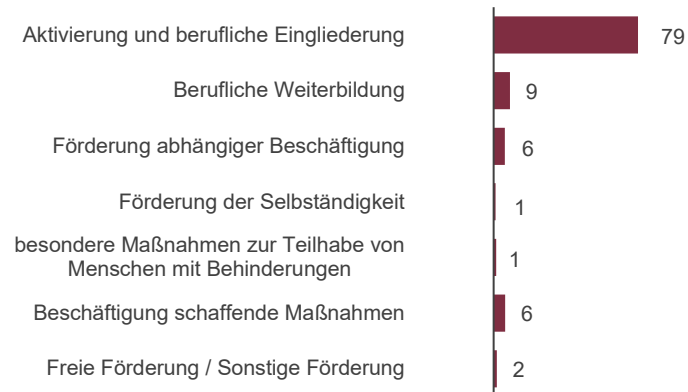 Aktivierung und berufliche Eingliederung 79
Berufliche Weiterbildung 9
Förderung abhängiger Beschäftigung 6
Förderung der Selbständigkeit 1
besondere Maßnahmen zur Teilhabe von
Menschen mit Behinderungen 1
Beschäftigung schaffende Maßnahmen 6
Freie Förderung / Sonstige Förderung 2